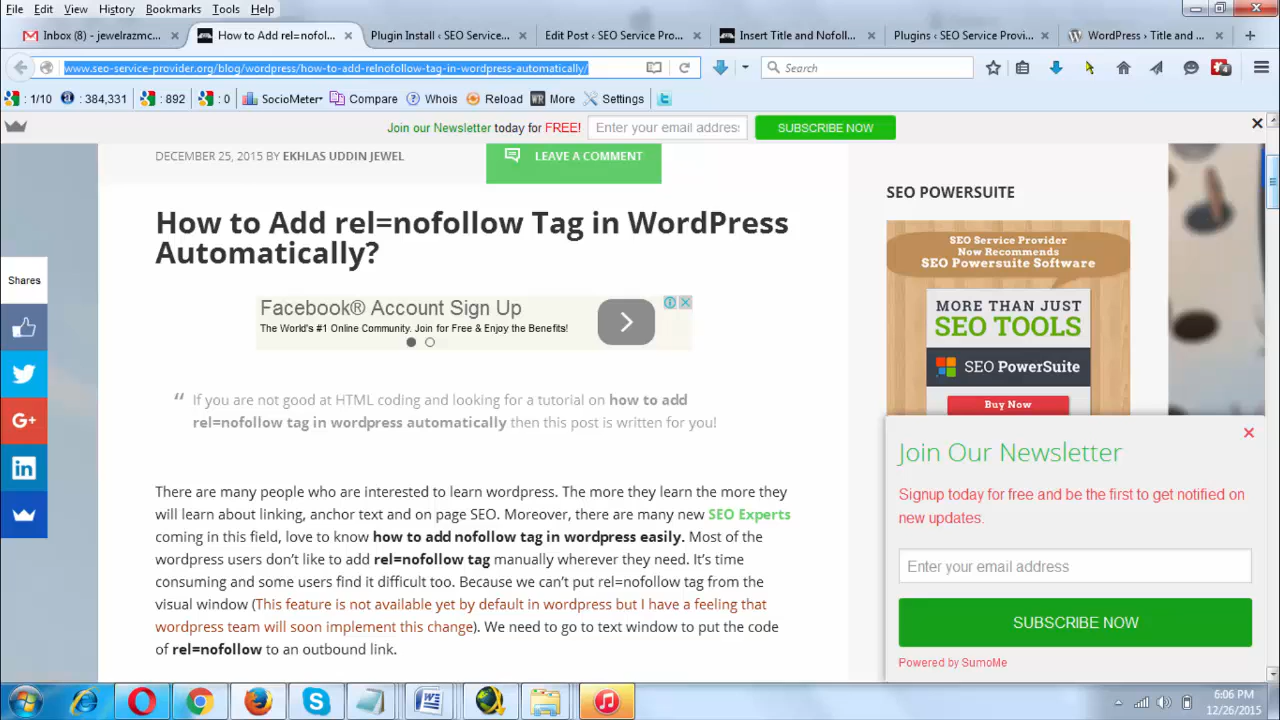 File Edit View History Bookmarks Tools Help
Inbox (8) - jewelrazmc...
How to Add rel=nofol...
Plugin Install ‹ SEO Service...
Edit Post ‹ SEO Service Pro...
Insert Title and Nofoll...
Plugins ‹ SEO Service Provi...
WordPress › Title and ...
www.seo-service-provider.org/blog/wordpress/how-to-add-relnofollow-tag-in-wordpress-automatically/
Search
4
: 1/10 : 384,331 : 892 : 0 SocioMeter Compare Whois Reload WR More Settings
Join our Newsletter today for FREE! Enter your email address: SUBSCRIBE NOW
DECEMBER 25, 2015 BY EKHLAS UDDIN JEWEL
LEAVE A COMMENT
How to Add rel=nofollow Tag in WordPress
Automatically?
Shares
Facebook® Account Sign Up
The World's #1 Online Community. Join for Free & Enjoy the Benefits!
“ If you are not good at HTML coding and looking for a tutorial on how to add
rel=nofollow tag in wordpress automatically then this post is written for you!
There are many people who are interested to learn wordpress. The more they learn the more they
will learn about linking, anchor text and on page SEO. Moreover, there are many new SEO Experts
coming in this field, love to know how to add nofollow tag in wordpress easily. Most of the
wordpress users don't like to add rel=nofollow tag manually wherever they need. It's time
consuming and some users find it difficult too. Because we can't put rel=nofollow tag from the
visual window (This feature is not available yet by default in wordpress but I have a feeling that
wordpress team will soon implement this change). We need to go to text window to put the code
of rel=nofollow to an outbound link.
SEO POWERSUITE
SEO Service Provider
Now Recommends
SEO Powersuite Software
MORE THAN JUST
SEO TOOLS
SEO PowerSuite
Buy Now
Join Our Newsletter
Signup today for free and be the first to get notified on
new updates.
Enter your email address
SUBSCRIBE NOW
Powered by SumoMe
6:06 PM
12/26/2015